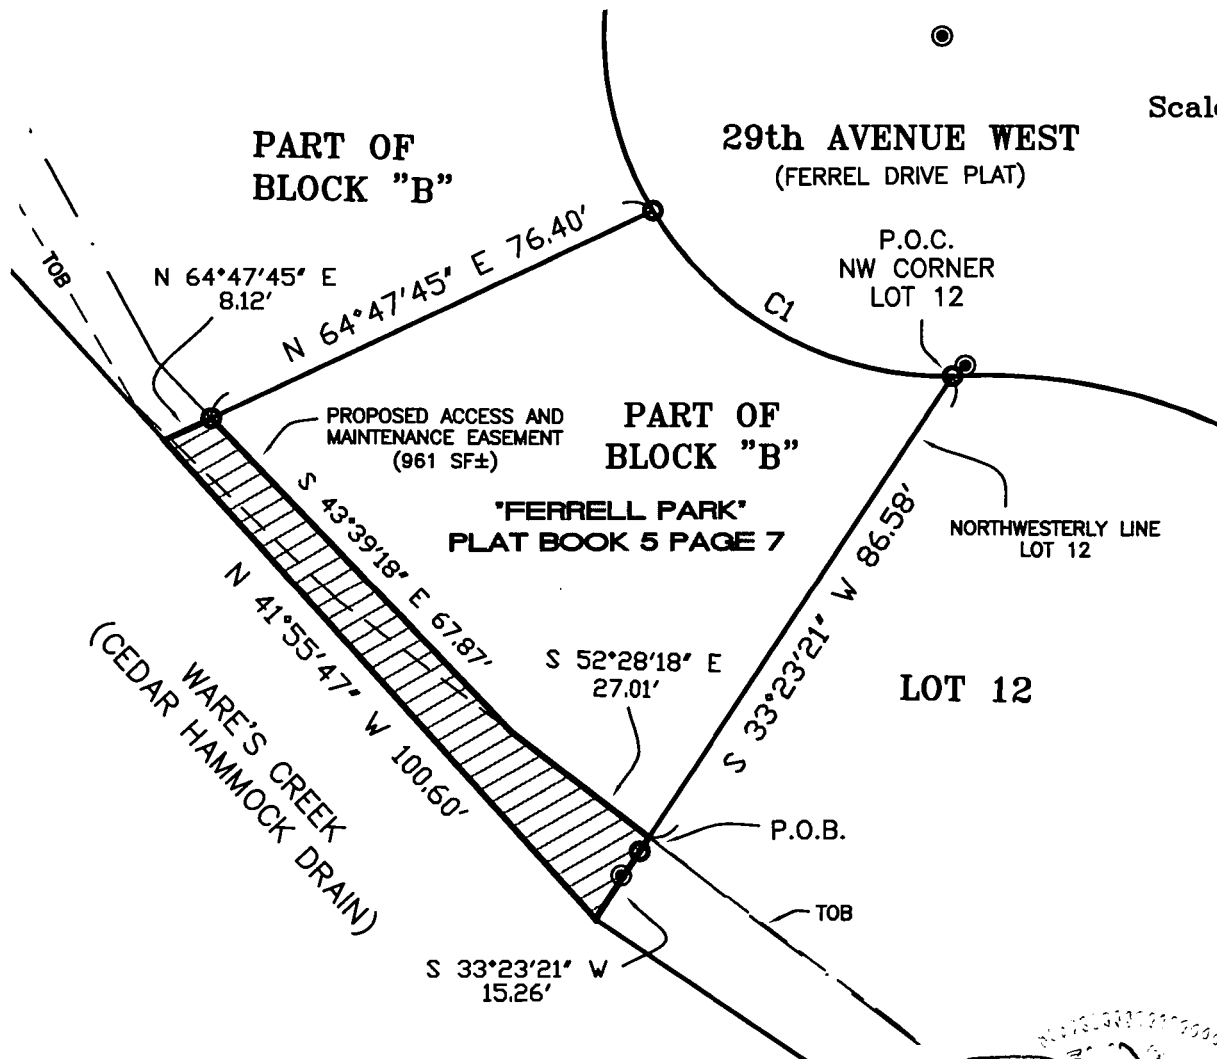 Scale
29th AVENUE WEST
(FERREL DRIVE PLAT)
PART OF
BLOCK "B"
P.O.C.
NW CORNER
LOT 12
N 64°47'45" E 76.40'
TOB
N 64°47'45" E
8.12'
C1
PROPOSED ACCESS AND
MAINTENANCE EASEMENT
(961 SF±)
PART OF
BLOCK "B"
"FERRELL PARK"
PLAT BOOK 5 PAGE 7
NORTHWESTERLY LINE
LOT 12
S 43°39'18" E 67.87'
N 41°55'47" W 100.60'
S 52°28'18" E
27.01'
S 33°23'21" W 86.58'
LOT 12
WARE'S CREEK
(CEDAR HAMMOCK DRAIN)
P.O.B.
TOB
S 33°23'21" W
15.26'